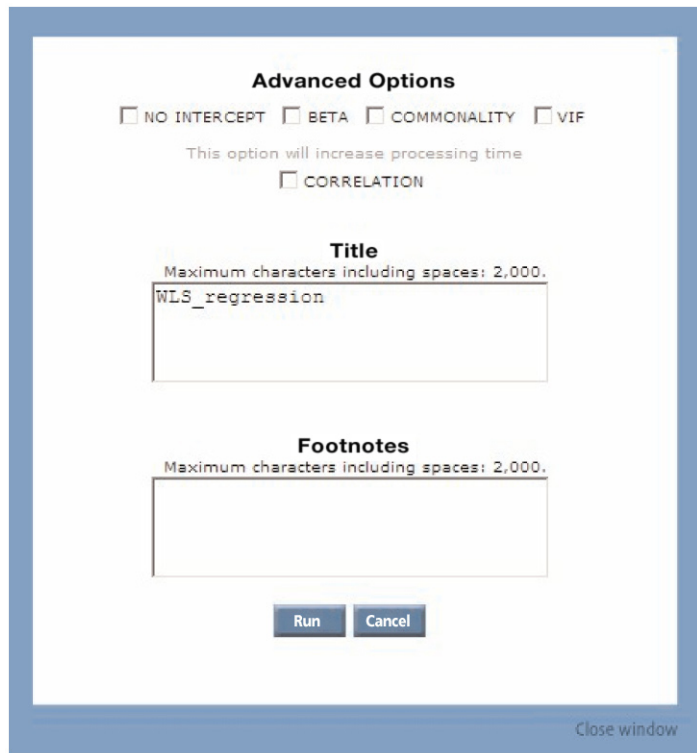 Advanced Options
NO INTERCEPT BETA COMMONALITY VIF
This option will increase processing time
CORRELATION
Title
Maximum characters including spaces: 2,000.
WLS_regression
Footnotes
Maximum characters including spaces: 2,000.
Run Cancel
Close window